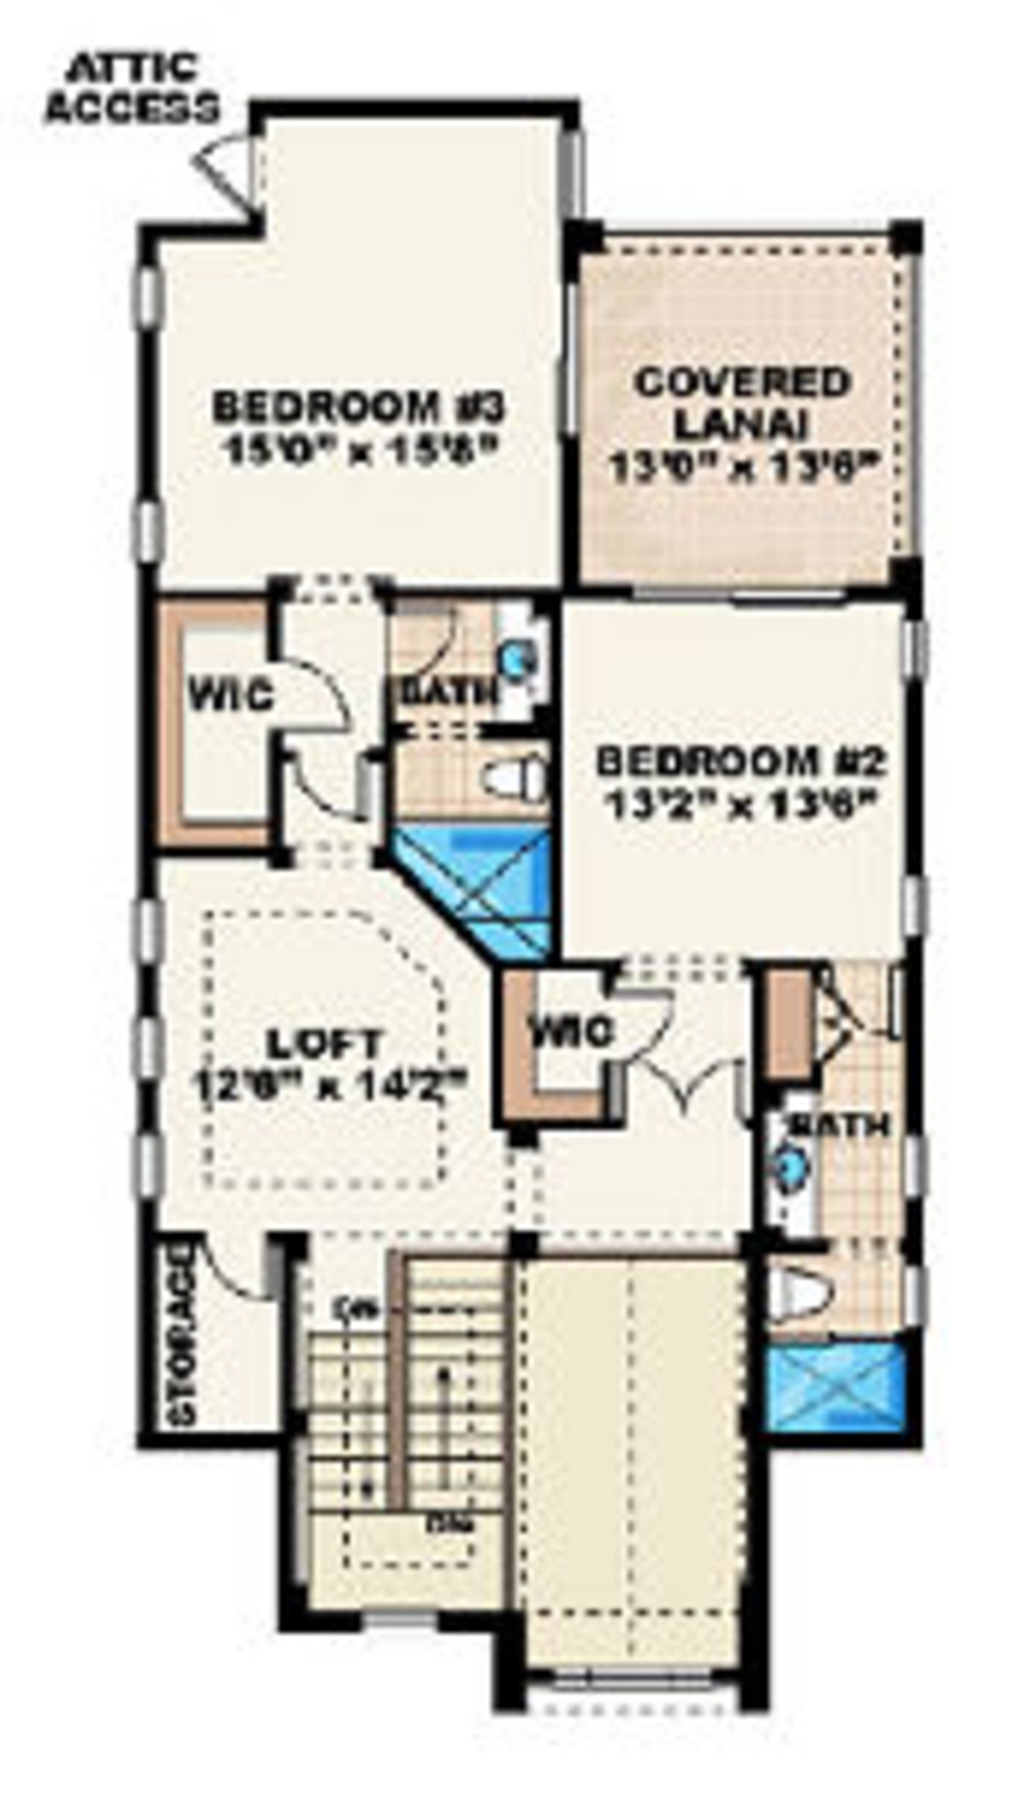 ATTIC
ACCESS
BEDROOM #3
15'0" x 15'8"
COVERED
LANAI
13'0" x 13'6"
WIC
BATH
BEDROOM #2
13'2" x 13'6"
LOFT
12'8" x 14'2"
WIC
BATH
STORAGE
DN
DN